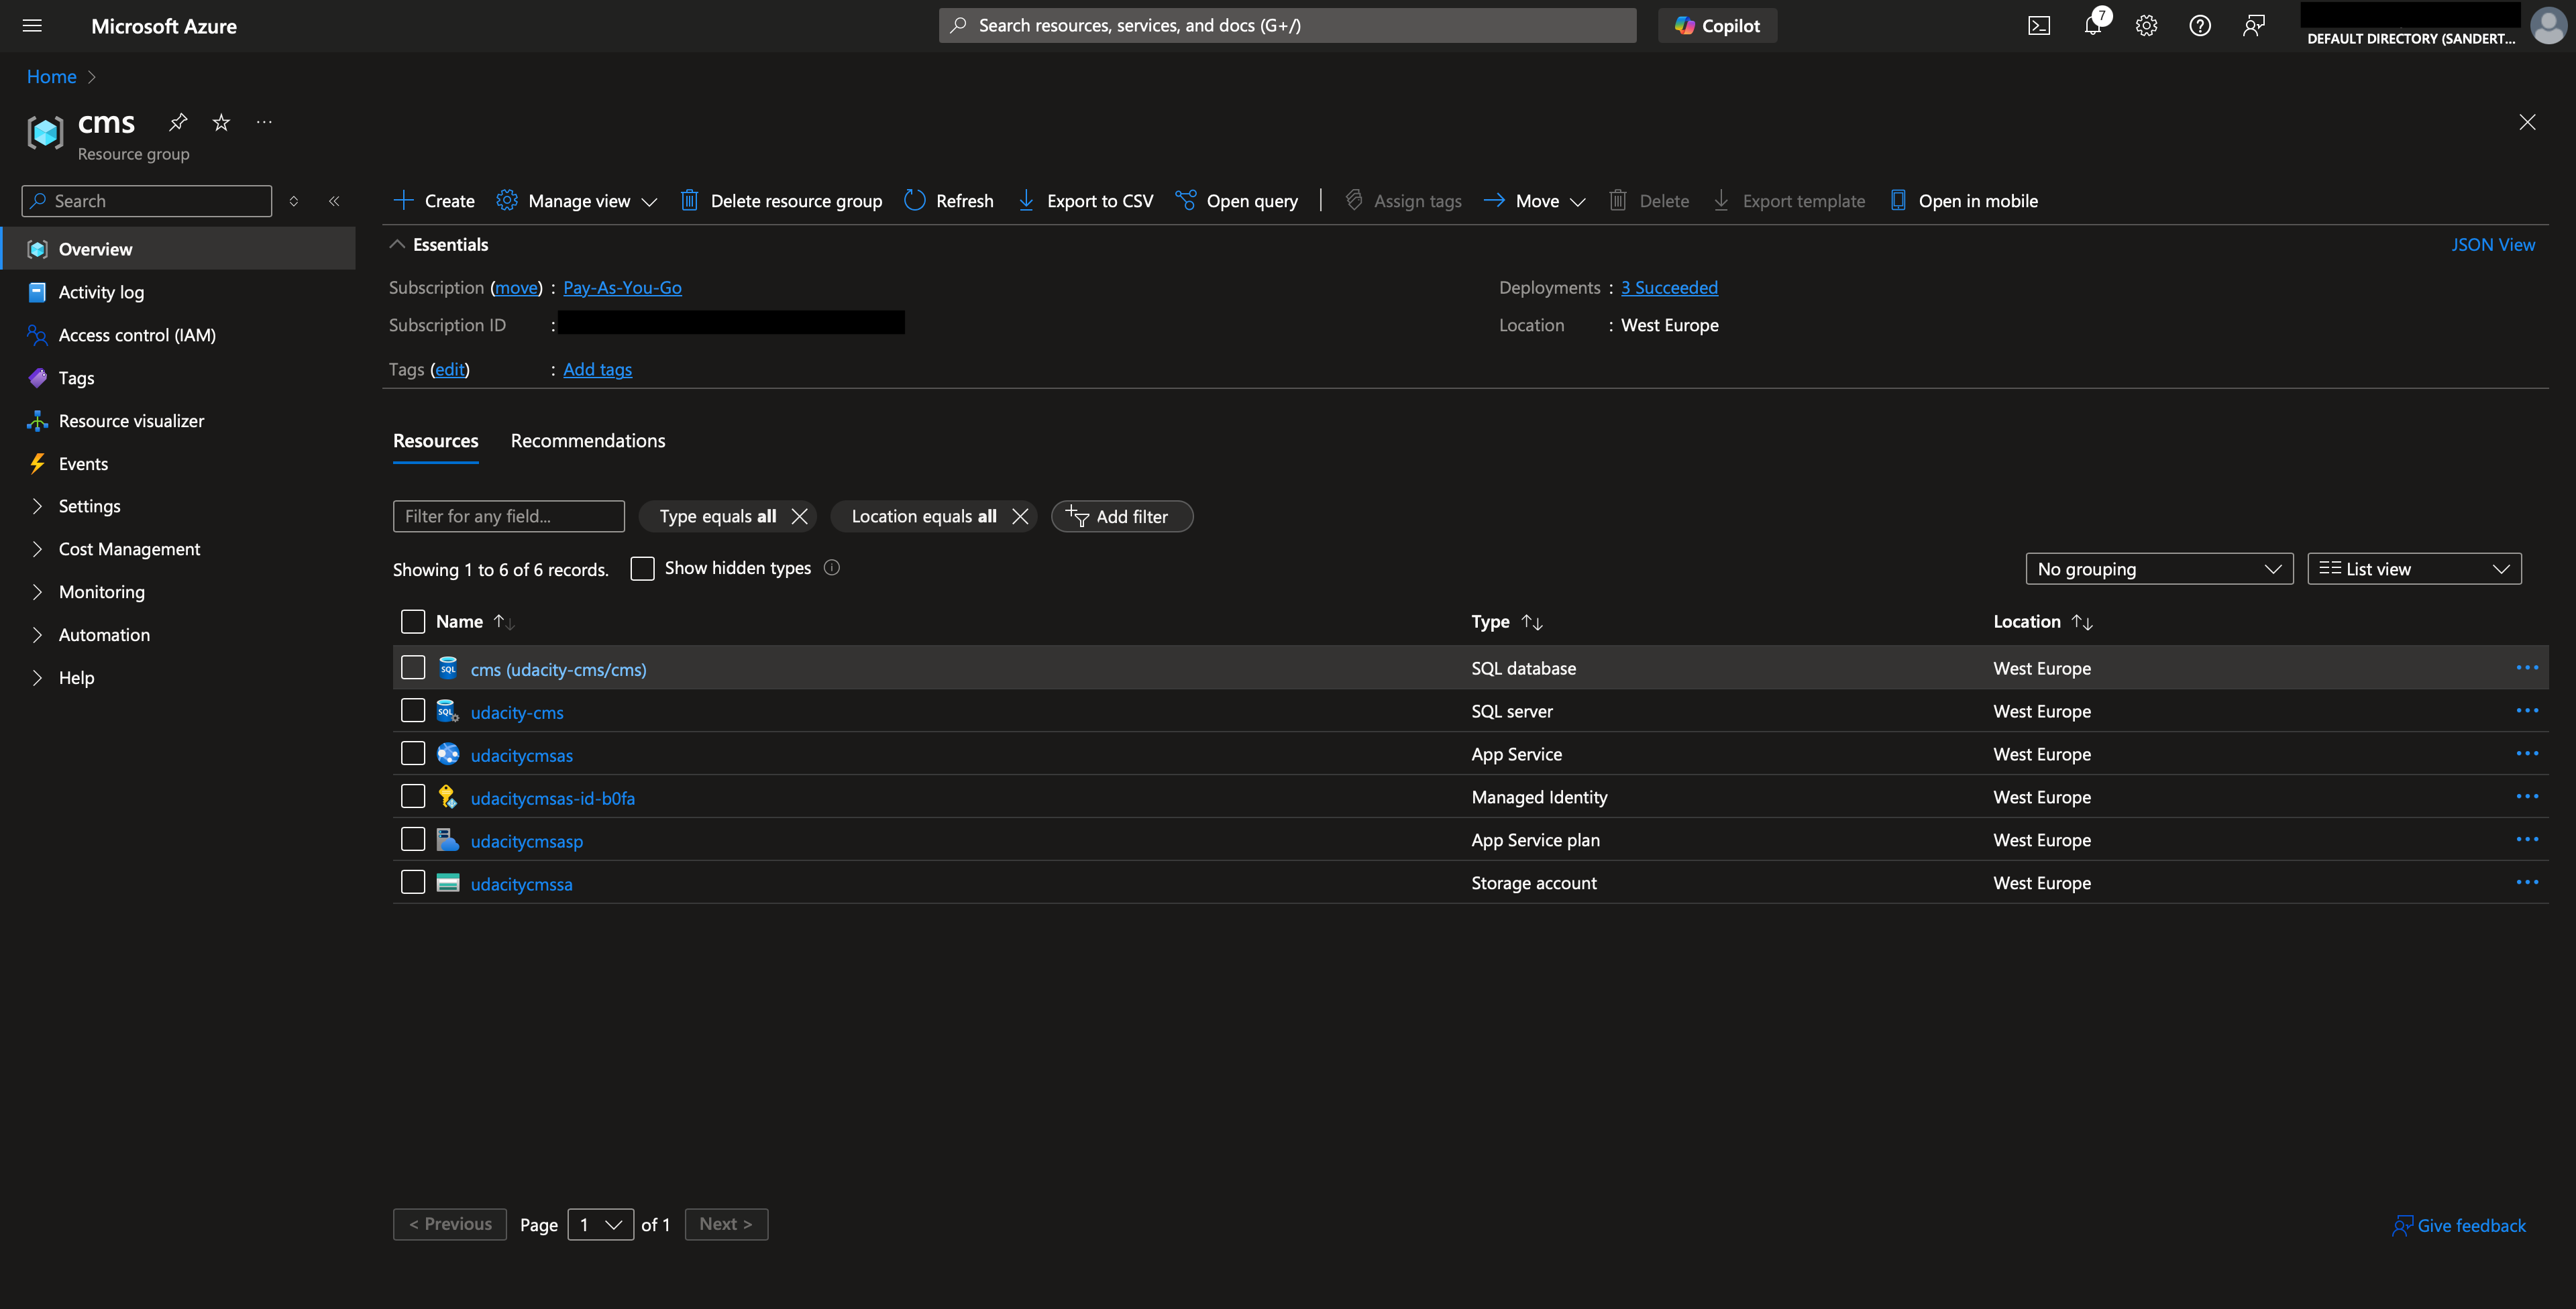 Microsoft Azure
Search resources, services, and docs (G+/)
Copilot
7
DEFAULT DIRECTORY (SANDERT...
Home
cms
Resource group
Search
Create
Manage view
Delete resource group
Refresh
Export to CSV
Open query
Assign tags
Move
Delete
Export template
Open in mobile
Overview
Activity log
Access control (IAM)
Tags
Resource visualizer
Events
Settings
Cost Management
Monitoring
Automation
Help
Essentials
JSON View
Subscription (move) : Pay-As-You-Go
Subscription ID :
Tags (edit) : Add tags
Deployments : 3 Succeeded
Location : West Europe
Resources
Recommendations
Filter for any field...
Type equals all
Location equals all
Add filter
Showing 1 to 6 of 6 records.
Show hidden types
No grouping
List view
Name Type Location
SQL cms (udacity-cms/cms) SQL database West Europe
SQL udacity-cms SQL server West Europe
udacitycmsas App Service West Europe
udacitycmsas-id-b0fa Managed Identity West Europe
udacitycmsasp App Service plan West Europe
udacitycmssa Storage account West Europe
< Previous Page 1 of 1 Next >
Give feedback